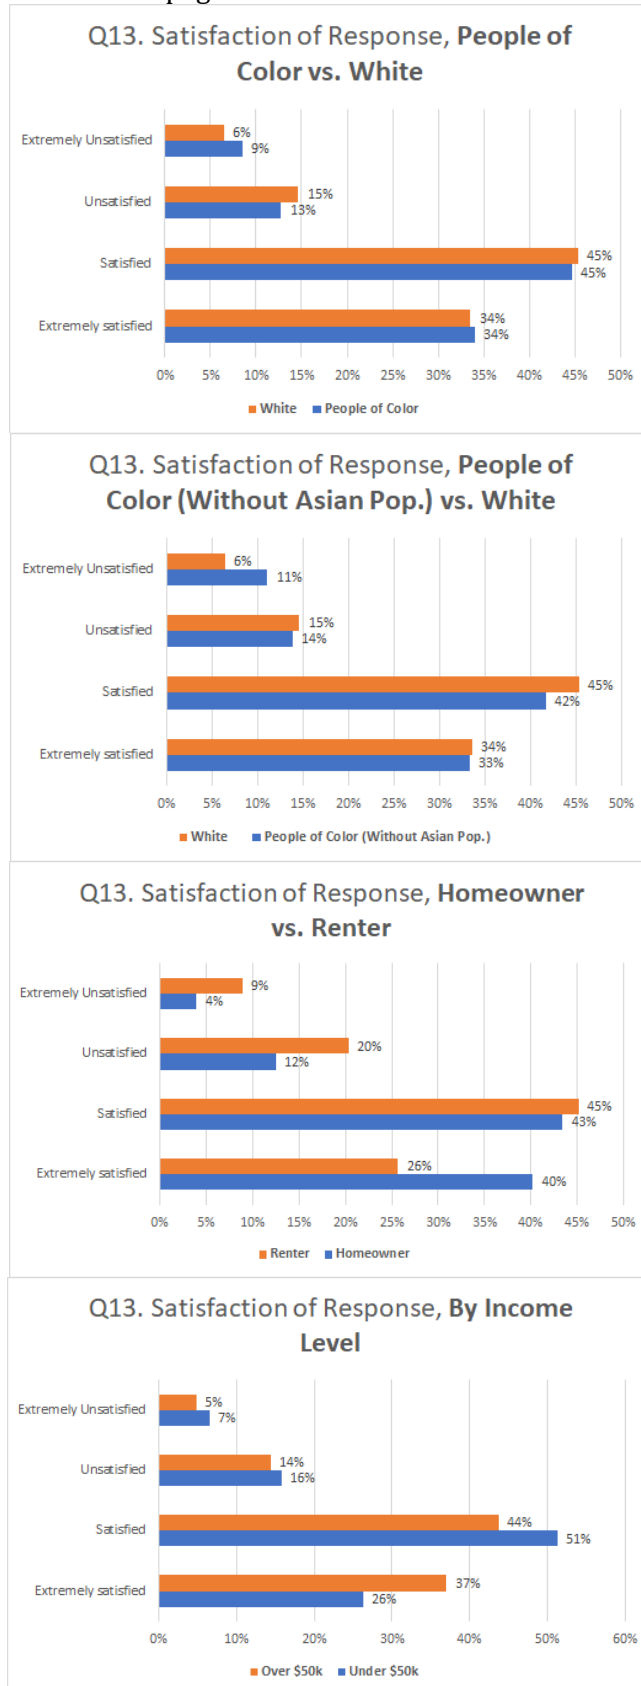 Q13. Satisfaction of Response, People of
Color vs. White
Extremely Unsatisfied
6%
9%
Unsatisfied
15%
13%
Satisfied
45%
45%
Extremely satisfied
34%
34%
0% 5% 10% 15% 20% 25% 30% 35% 40% 45% 50%
White People of Color
Q13. Satisfaction of Response, People of
Color (Without Asian Pop.) vs. White
Extremely Unsatisfied
6%
11%
Unsatisfied
15%
14%
Satisfied
45%
42%
Extremely satisfied
34%
33%
0% 5% 10% 15% 20% 25% 30% 35% 40% 45% 50%
White People of Color (Without Asian Pop.)
Q13. Satisfaction of Response, Homeowner
vs. Renter
Extremely Unsatisfied
9%
4%
Unsatisfied
20%
12%
Satisfied
45%
43%
Extremely satisfied
26%
40%
0% 5% 10% 15% 20% 25% 30% 35% 40% 45% 50%
Renter Homeowner
Q13. Satisfaction of Response, By Income
Level
Extremely Unsatisfied
5%
7%
Unsatisfied
14%
16%
Satisfied
44%
51%
Extremely satisfied
37%
26%
0% 10% 20% 30% 40% 50% 60%
Over $50k Under $50k